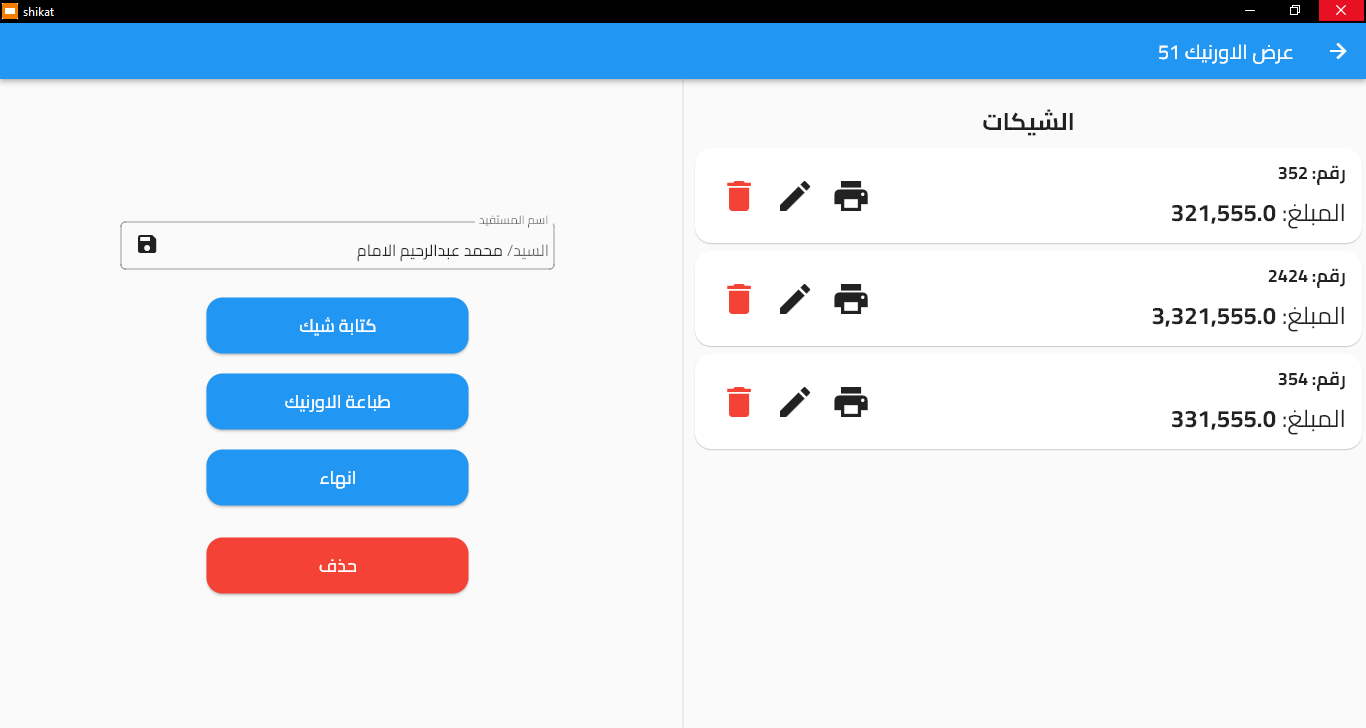 shikat
عرض الاورنيك 51
الشيكات
رقم: 352
المبلغ: 321,555.0
رقم: 2424
المبلغ: 3,321,555.0
رقم: 354
المبلغ: 331,555.0
اسم المستفيد
السيد/ محمد عبدالرحيم الامام
كتابة شيك
طباعة الاورنيك
انهاء
حذف